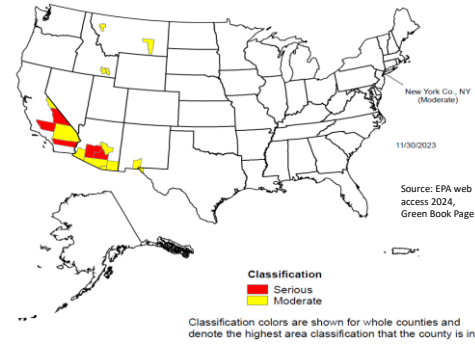 New York Co., NY
(Moderate)
11/30/2023
Source: EPA web
access 2024,
Green Book Page
Classification
Serious
Moderate
Classification colors are shown for whole counties and
denote the highest area classification that the county is in